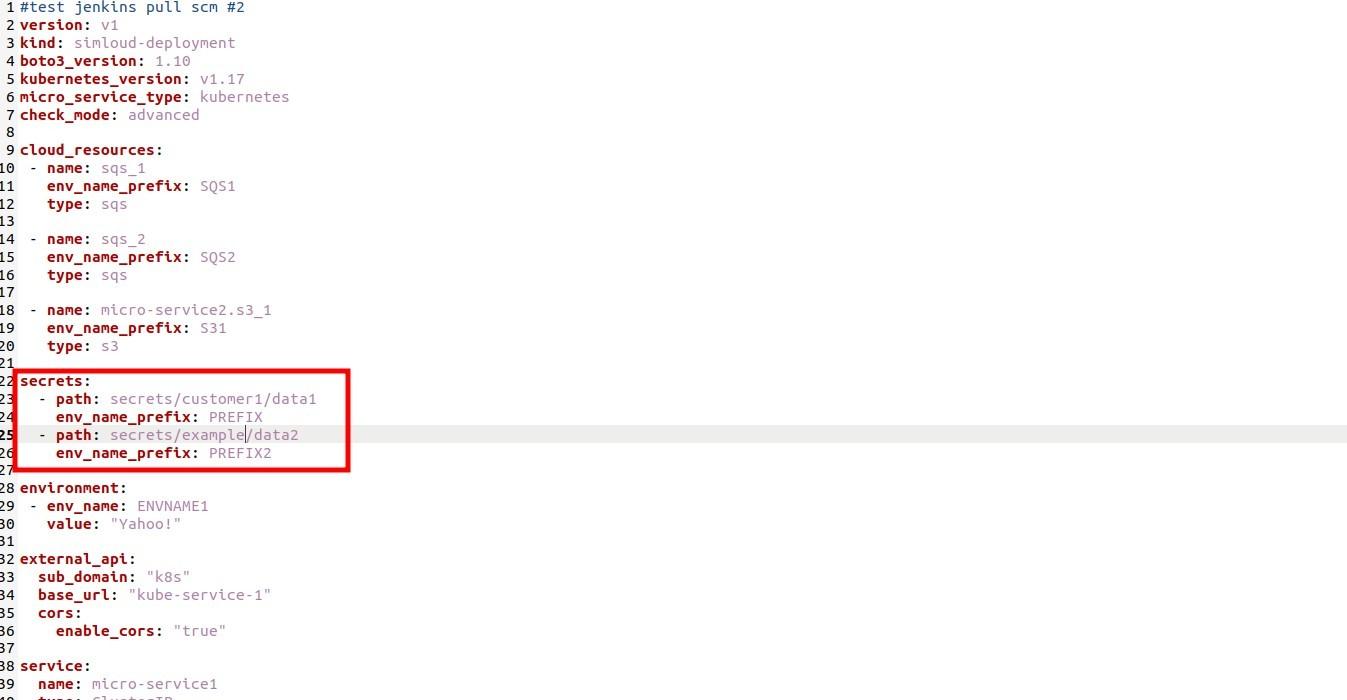 1 #test jenkins pull scm #2
2 version: v1
3 kind: simloud-deployment
4 boto3_version: 1.10
5 kubernetes_version: v1.17
6 micro_service_type: kubernetes
7 check_mode: advanced
8
9 cloud_resources:
10 - name: sqs_1
11 env_name_prefix: SQS1
12 type: sqs
13
14 - name: sqs_2
15 env_name_prefix: SQS2
16 type: sqs
17
18 - name: micro-service2.s3_1
19 env_name_prefix: S31
20 type: s3
21
22 secrets:
23 - path: secrets/customer1/data1
24 env_name_prefix: PREFIX
25 - path: secrets/example/data2
26 env_name_prefix: PREFIX2
27
28 environment:
29 - env_name: ENVNAME1
30 value: "Yahoo!"
31
32 external_api:
33 sub_domain: "k8s"
34 base_url: "kube-service-1"
35 cors:
36 enable_cors: "true"
37
38 service:
39 name: micro-service1
40 type: ClusterIP